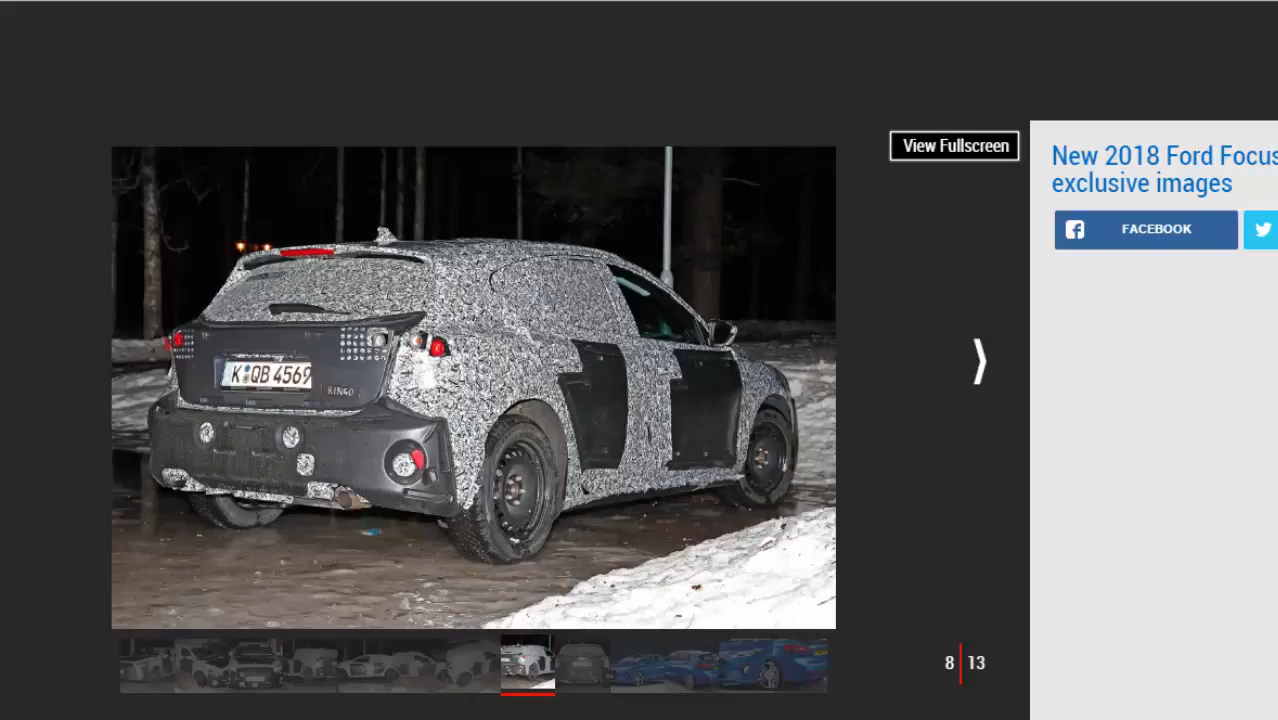 View Fullscreen
New 2018 Ford Focus
exclusive images
FACEBOOK
K QB 4569
RINGO
8 13